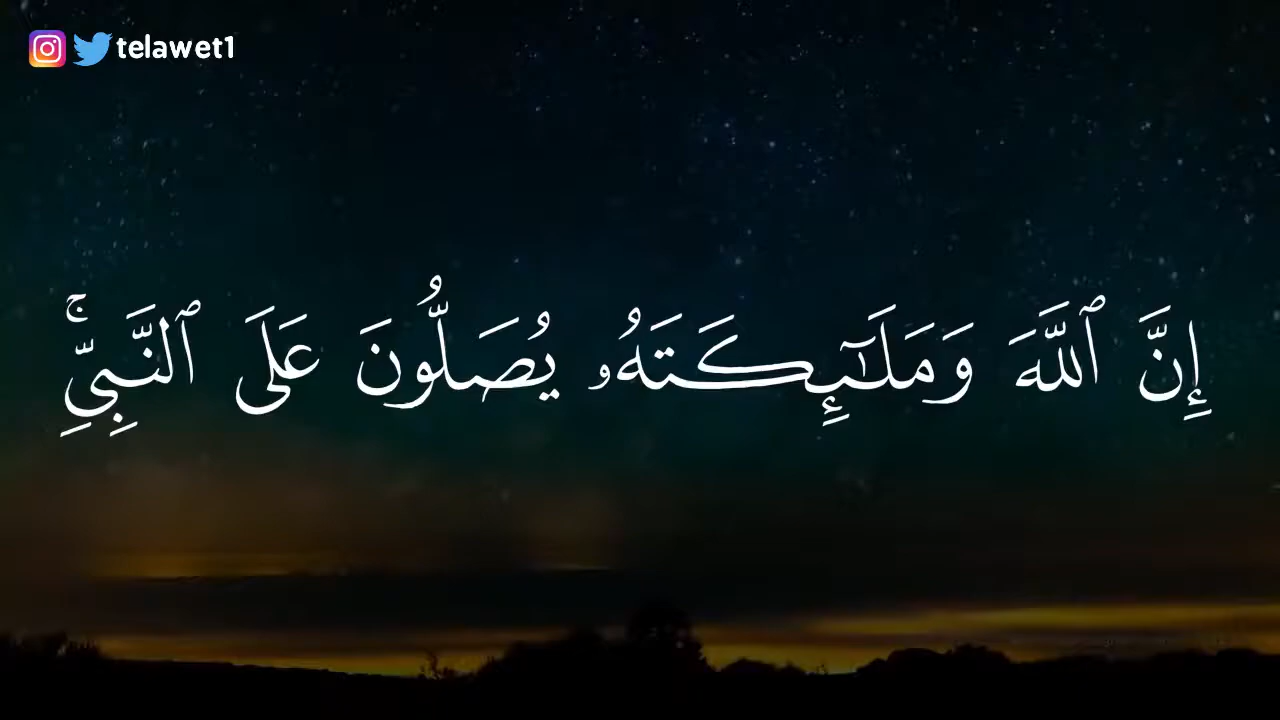 telawet1
إِنَّ ٱللَّهَ وَمَلَـٰٓئِكَتَهُۥ يُصَلُّونَ عَلَى ٱلنَّبِىِّۚ